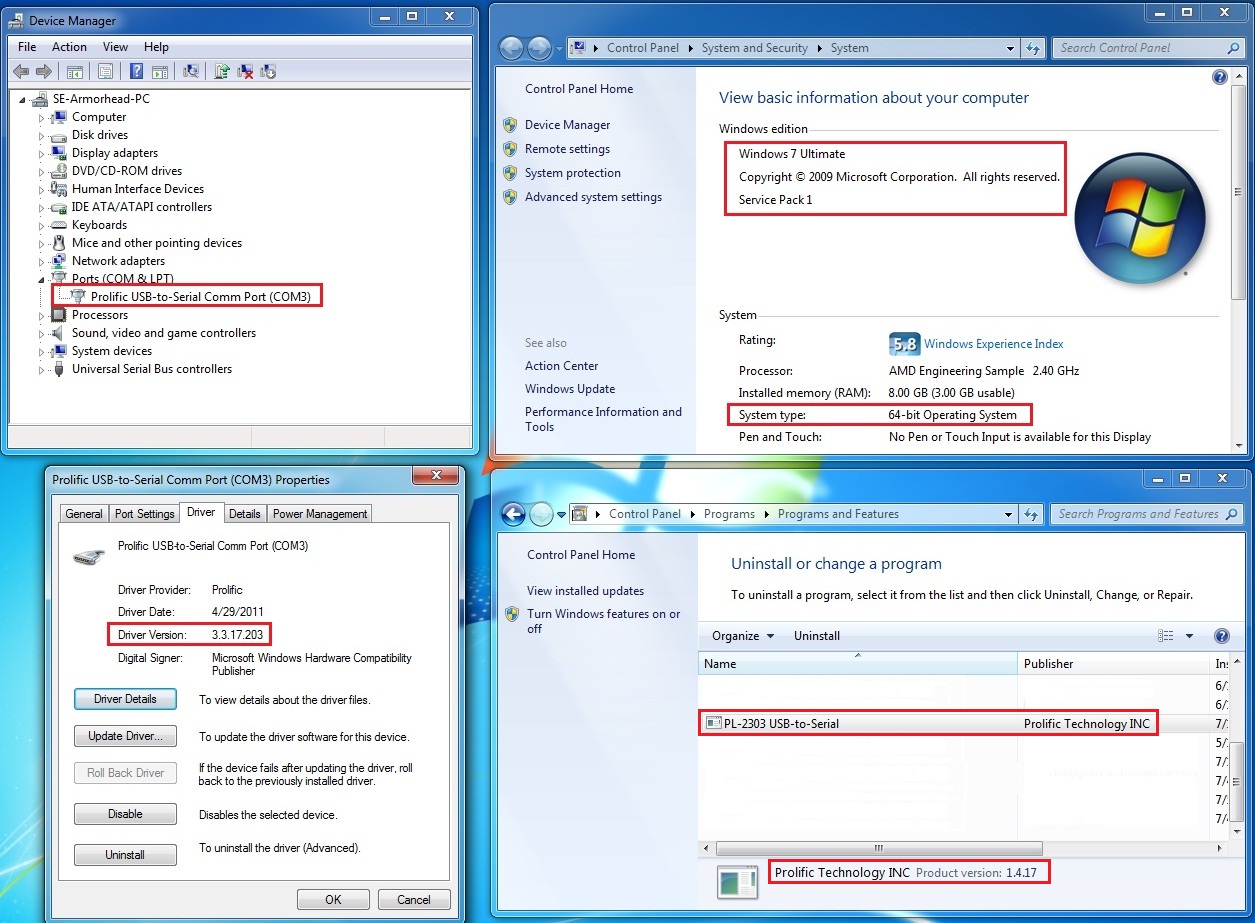 Device Manager
File Action View Help
SE-Armorhead-PC
Computer
Disk drives
Display adapters
DVD/CD-ROM drives
Human Interface Devices
IDE ATA/ATAPI controllers
Keyboards
Mice and other pointing devices
Network adapters
Ports (COM & LPT)
Prolific USB-to-Serial Comm Port (COM3)
Processors
Sound, video and game controllers
System devices
Universal Serial Bus controllers
Control Panel System and Security System
Search Control Panel
Control Panel Home
Device Manager
Remote settings
System protection
Advanced system settings
See also
Action Center
Windows Update
Performance Information and
Tools
View basic information about your computer
Windows edition
Windows 7 Ultimate
Copyright © 2009 Microsoft Corporation. All rights reserved.
Service Pack 1
System
Rating:
5.8 Windows Experience Index
Processor: AMD Engineering Sample 2.40 GHz
Installed memory (RAM): 8.00 GB (3.00 GB usable)
System type: 64-bit Operating System
Pen and Touch: No Pen or Touch Input is available for this Display
Prolific USB-to-Serial Comm Port (COM3) Properties
General Port Settings Driver Details Power Management
Prolific USB-to-Serial Comm Port (COM3)
Driver Provider: Prolific
Driver Date: 4/29/2011
Driver Version: 3.3.17.203
Digital Signer: Microsoft Windows Hardware Compatibility
Publisher
Driver Details To view details about the driver files.
Update Driver... To update the driver software for this device.
Roll Back Driver If the device fails after updating the driver, roll
back to the previously installed driver.
Disable Disables the selected device.
Uninstall To uninstall the driver (Advanced).
OK Cancel
Control Panel Programs Programs and Features
Search Programs and Features
Control Panel Home
View installed updates
Turn Windows features on or
off
Uninstall or change a program
To uninstall a program, select it from the list and then click Uninstall, Change, or Repair.
Organize Uninstall
Name Publisher Ins
6/
6/
PL-2303 USB-to-Serial Prolific Technology INC 7/
5/
7/
7/
7/
7/
Prolific Technology INC Product version: 1.4.17